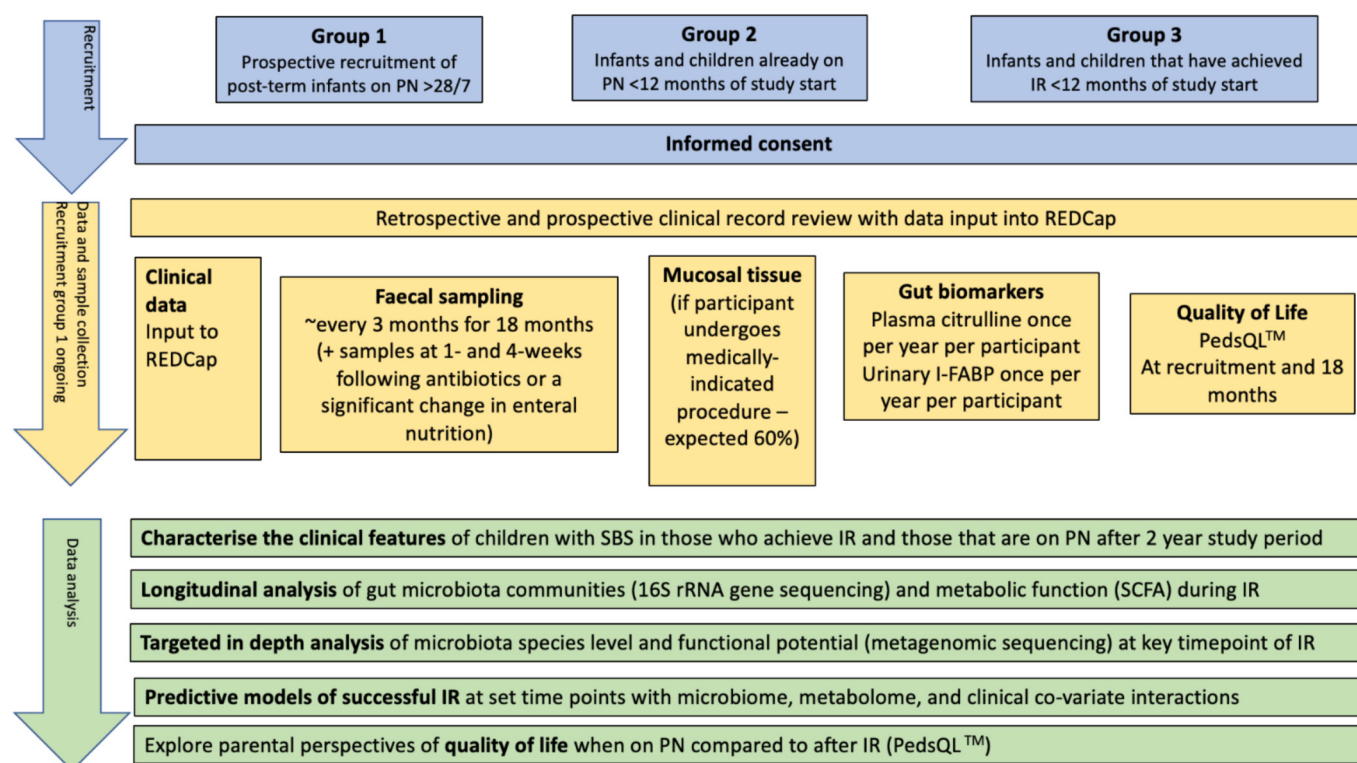 Recruitment
Group 1
Prospective recruitment of
post-term infants on PN >28/7
Group 2
Infants and children already on
PN <12 months of study start
Group 3
Infants and children that have achieved
IR <12 months of study start
Informed consent
Data and sample collection
Recruitment group 1 ongoing
Retrospective and prospective clinical record review with data input into REDCap
Clinical
data
Input to
REDCap
Faecal sampling
~every 3 months for 18 months
(+ samples at 1- and 4-weeks
following antibiotics or a
significant change in enteral
nutrition)
Mucosal tissue
(if participant
undergoes
medically-
indicated
procedure –
expected 60%)
Gut biomarkers
Plasma citrulline once
per year per participant
Urinary I-FABP once per
year per participant
Quality of Life
PedsQL™
At recruitment and 18
months
Data analysis
Characterise the clinical features of children with SBS in those who achieve IR and those that are on PN after 2 year study period
Longitudinal analysis of gut microbiota communities (16S rRNA gene sequencing) and metabolic function (SCFA) during IR
Targeted in depth analysis of microbiota species level and functional potential (metagenomic sequencing) at key timepoint of IR
Predictive models of successful IR at set time points with microbiome, metabolome, and clinical co-variate interactions
Explore parental perspectives of quality of life when on PN compared to after IR (PedsQL™)